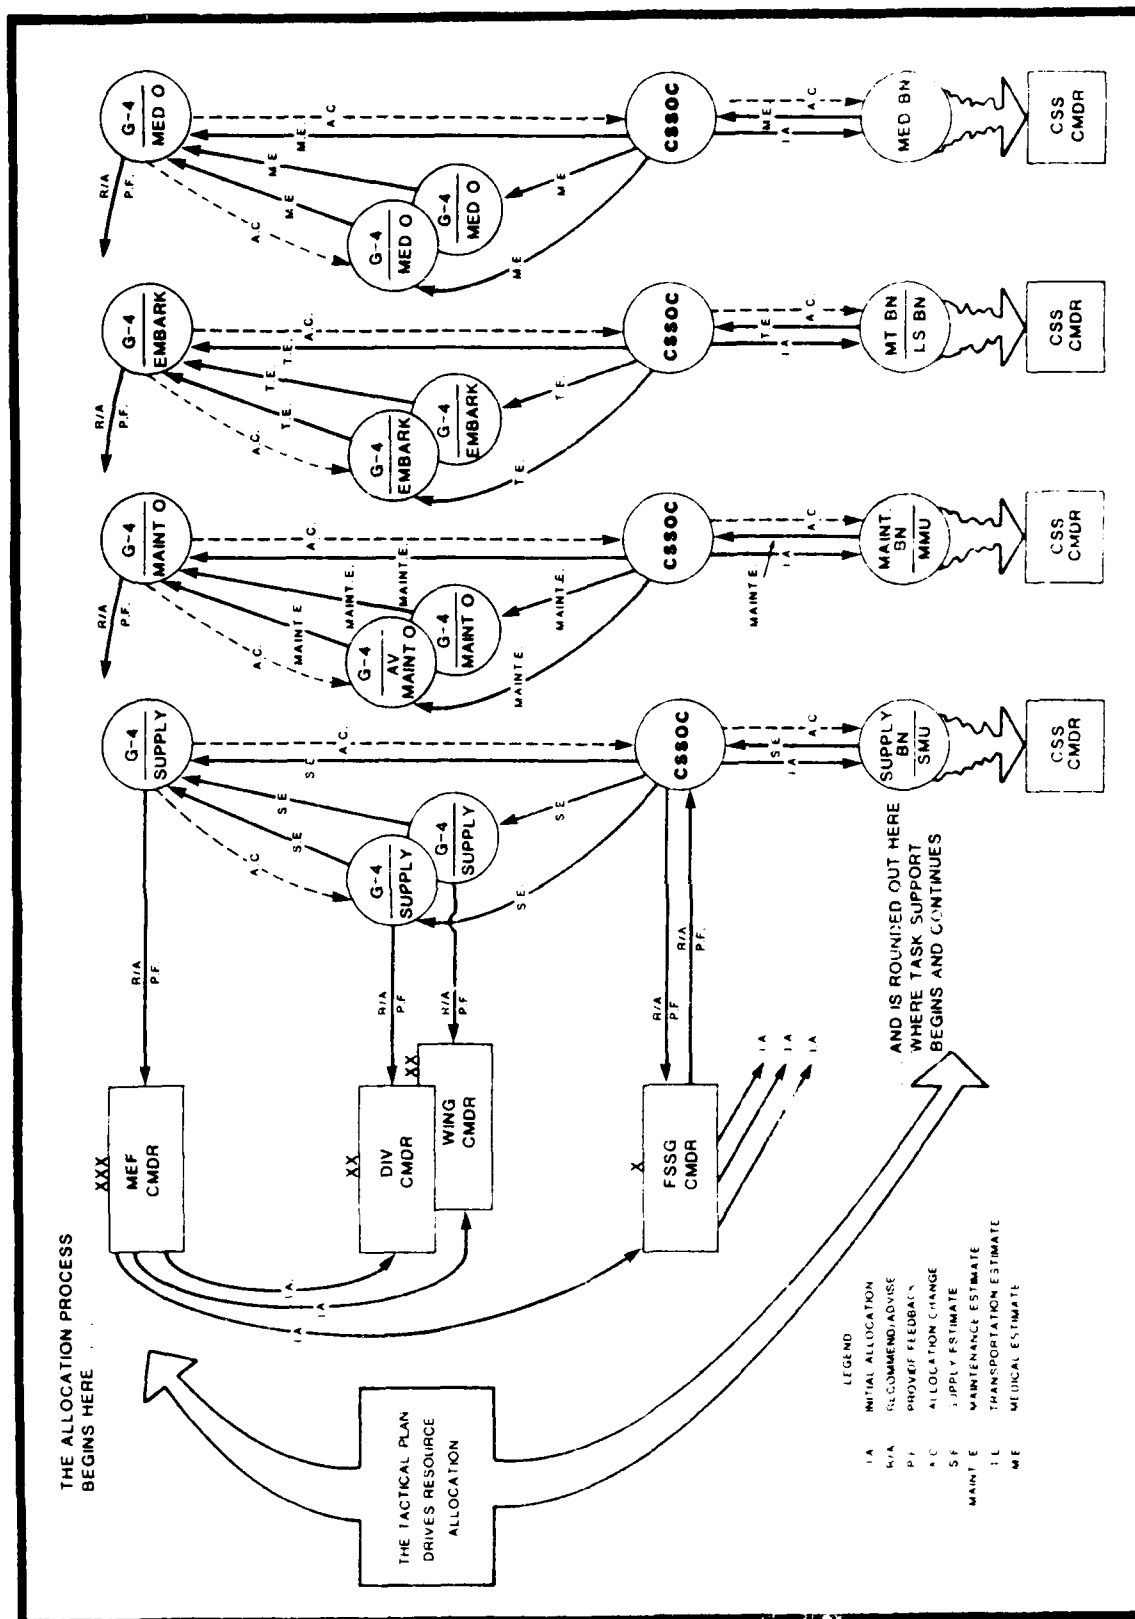 THE ALLOCATION PROCESS
BEGINS HERE
XXX
MEF
CMDR
R/A
P.F.
G-4
SUPPLY
R/A
P.F.
G-4
MAINT O
R/A
P.F.
G-4
EMBARK
R/A
P.F.
G-4
MED O
I.A.
I A
I A
A.C.
S.E.
S.E.
S.E.
A.C.
A.C.
MAINT E
MAINT.E.
MAINT.E.
A.C.
A.C.
T.E.
T.E.
T.E.
A.C.
A.C.
M.E.
M.E.
M.E.
A.C.
THE TACTICAL PLAN
DRIVES RESOURCE
ALLOCATION
XX
DIV
CMDR
XX
WING
CMDR
R/A
P.F.
R/A
P.F.
G-4
SUPPLY
G-4
SUPPLY
G-4
AV
MAINT O
G-4
MAINT O
G-4
EMBARK
G-4
EMBARK
G-4
MED O
G-4
MED O
S.E.
S.E.
MAINT E.
MAINT.E.
T.E.
T.E.
M.E.
M.E.
X
FSSG
CMDR
R/A
P.F.
R/A
P.F.
CSSOC
CSSOC
CSSOC
CSSOC
I A
I A
I A
I.A.
S.E.
A.C.
MAINT E.
I.A.
A.C.
I.A.
T.E.
A.C.
I.A.
M.E.
A.C.
SUPPLY
BN
SMU
MAINT.
BN
MMU
MT BN
LS BN
MED BN
AND IS ROUNDED OUT HERE
WHERE TASK SUPPORT
BEGINS AND CONTINUES
CSS
CMDR
CSS
CMDR
CSS
CMDR
CSS
CMDR
LEGEND
I A INITIAL ALLOCATION
R/A RECOMMEND/ADVISE
P F PROVIDE FEEDBACK
A C ALLOCATION CHANGE
S E SUPPLY ESTIMATE
MAINT E MAINTENANCE ESTIMATE
T E TRANSPORTATION ESTIMATE
M E MEDICAL ESTIMATE